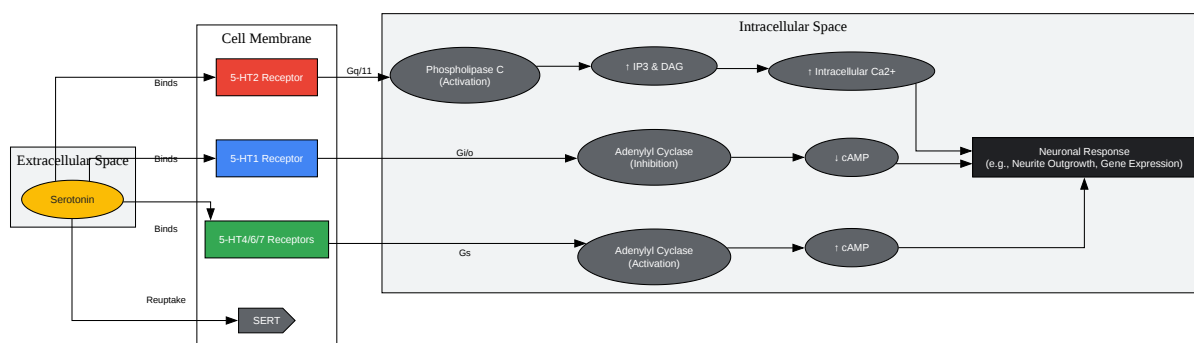 Intracellular Space
Cell Membrane
5-HT2 Receptor
Binds
Gq/11
Phospholipase C
(Activation)
↑ IP3 & DAG
↑ Intracellular Ca2+
Extracellular Space
Binds
5-HT1 Receptor
Gi/o
Adenylyl Cyclase
(Inhibition)
↓ cAMP
Neuronal Response
(e.g., Neurite Outgrowth, Gene Expression)
Serotonin
Binds
5-HT4/6/7 Receptors
Gs
Adenylyl Cyclase
(Activation)
↑ cAMP
Reuptake
SERT